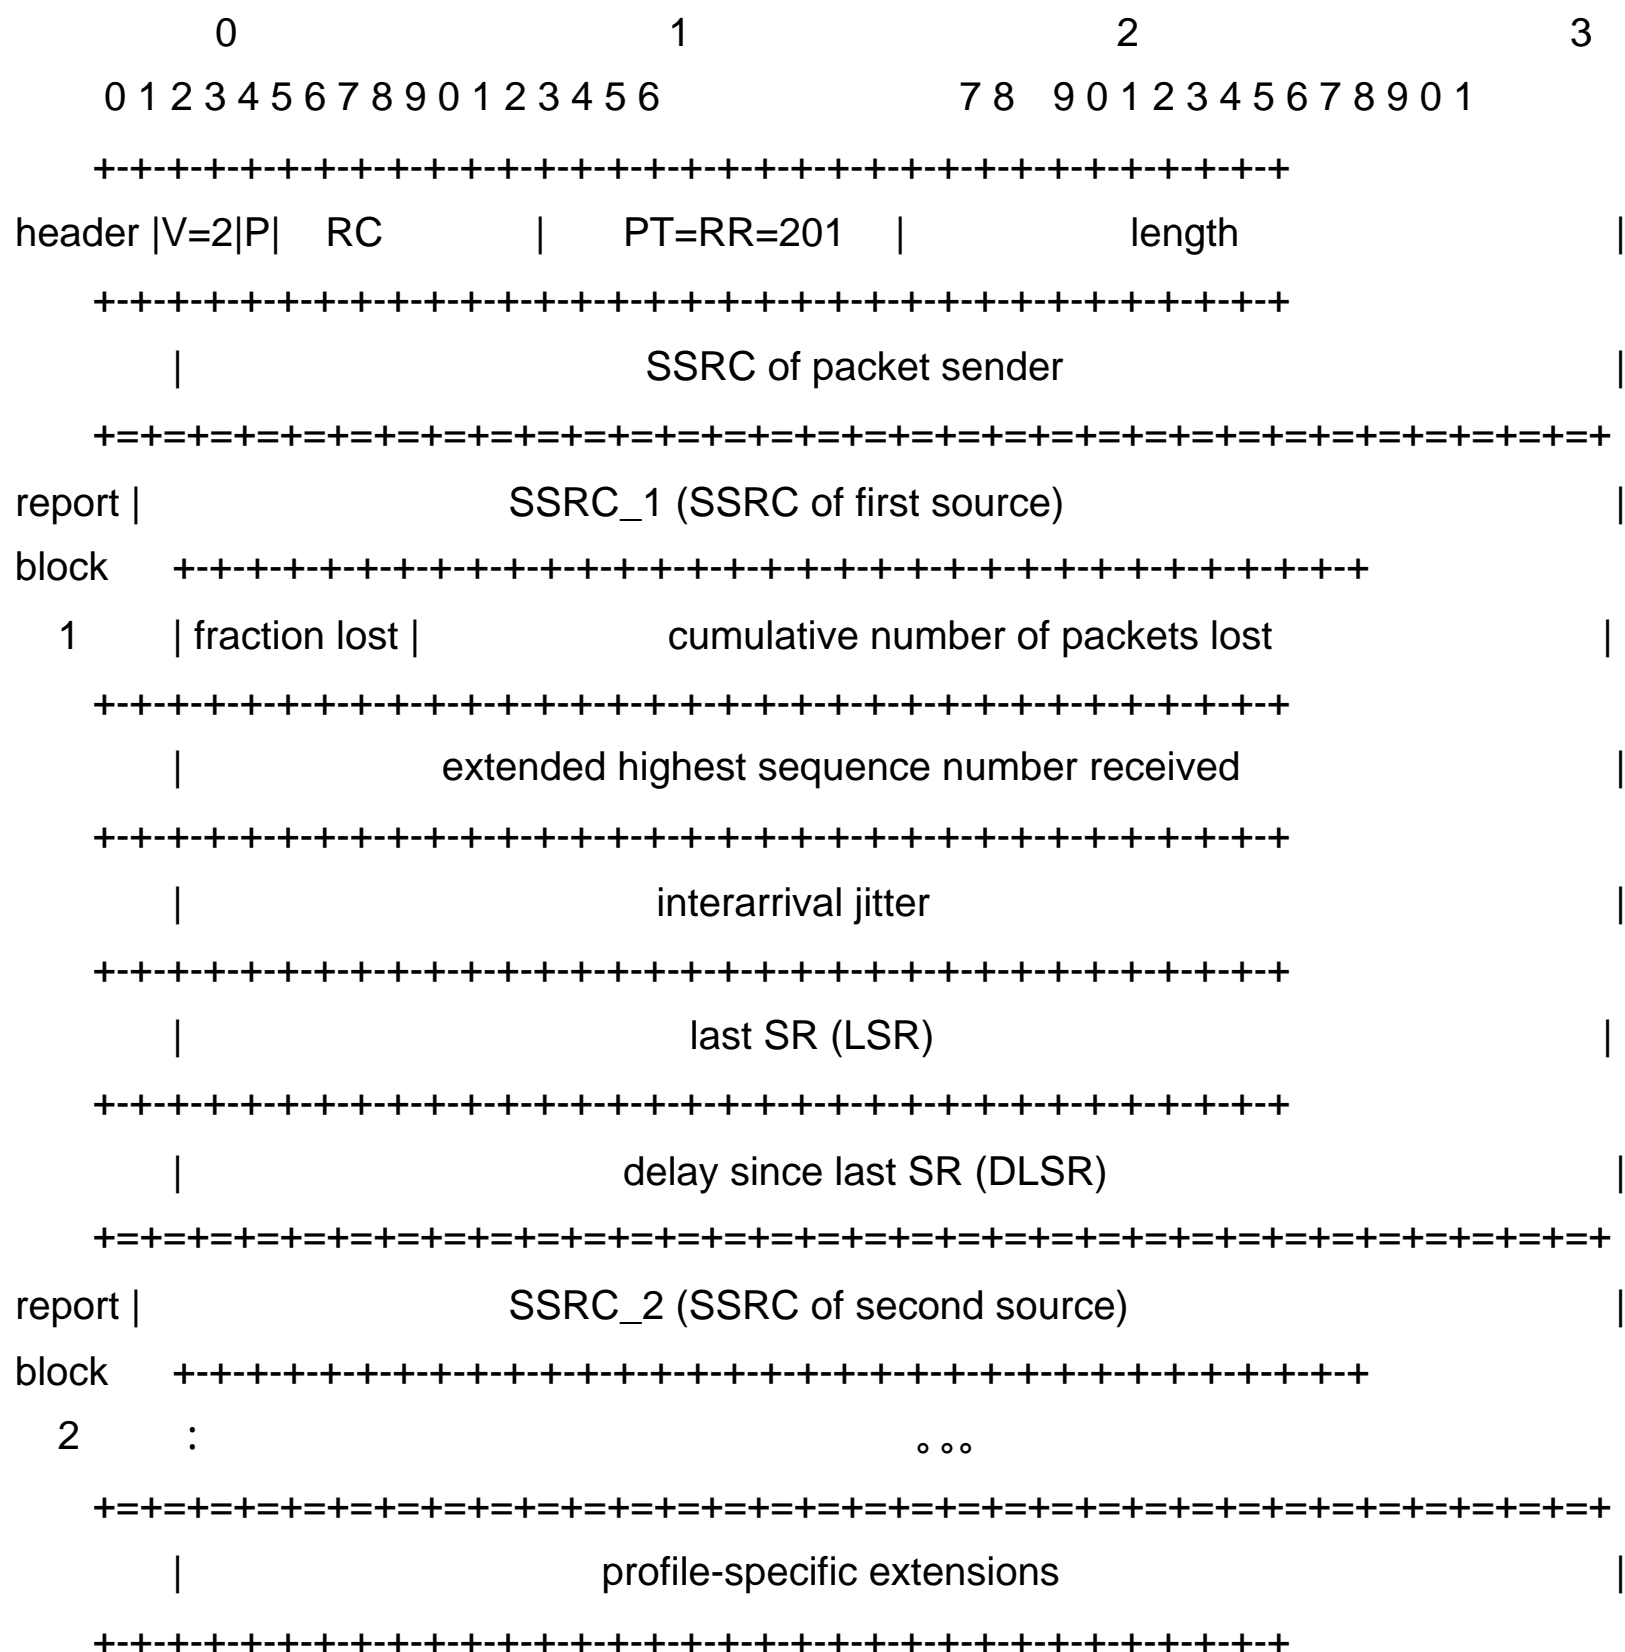 0 1 2 3
0 1 2 3 4 5 6 7 8 9 0 1 2 3 4 5 6 7 8 9 0 1 2 3 4 5 6 7 8 9 0 1
+-+-+-+-+-+-+-+-+-+-+-+-+-+-+-+-+-+-+-+-+-+-+-+-+-+-+-+-+-+-+-+-+
header |V=2|P| RC | PT=RR=201 | length |
+-+-+-+-+-+-+-+-+-+-+-+-+-+-+-+-+-+-+-+-+-+-+-+-+-+-+-+-+-+-+-+-+
| SSRC of packet sender |
+=+=+=+=+=+=+=+=+=+=+=+=+=+=+=+=+=+=+=+=+=+=+=+=+=+=+=+=+=+=+=+=+
report | SSRC_1 (SSRC of first source) |
block +-+-+-+-+-+-+-+-+-+-+-+-+-+-+-+-+-+-+-+-+-+-+-+-+-+-+-+-+-+-+-+-+
1 | fraction lost | cumulative number of packets lost |
+-+-+-+-+-+-+-+-+-+-+-+-+-+-+-+-+-+-+-+-+-+-+-+-+-+-+-+-+-+-+-+-+
| extended highest sequence number received |
+-+-+-+-+-+-+-+-+-+-+-+-+-+-+-+-+-+-+-+-+-+-+-+-+-+-+-+-+-+-+-+-+
| interarrival jitter |
+-+-+-+-+-+-+-+-+-+-+-+-+-+-+-+-+-+-+-+-+-+-+-+-+-+-+-+-+-+-+-+-+
| last SR (LSR) |
+-+-+-+-+-+-+-+-+-+-+-+-+-+-+-+-+-+-+-+-+-+-+-+-+-+-+-+-+-+-+-+-+
| delay since last SR (DLSR) |
+=+=+=+=+=+=+=+=+=+=+=+=+=+=+=+=+=+=+=+=+=+=+=+=+=+=+=+=+=+=+=+=+
report | SSRC_2 (SSRC of second source) |
block +-+-+-+-+-+-+-+-+-+-+-+-+-+-+-+-+-+-+-+-+-+-+-+-+-+-+-+-+-+-+-+-+
2 : 。。。
+=+=+=+=+=+=+=+=+=+=+=+=+=+=+=+=+=+=+=+=+=+=+=+=+=+=+=+=+=+=+=+=+
| profile-specific extensions |
+-+-+-+-+-+-+-+-+-+-+-+-+-+-+-+-+-+-+-+-+-+-+-+-+-+-+-+-+-+-+-+-+